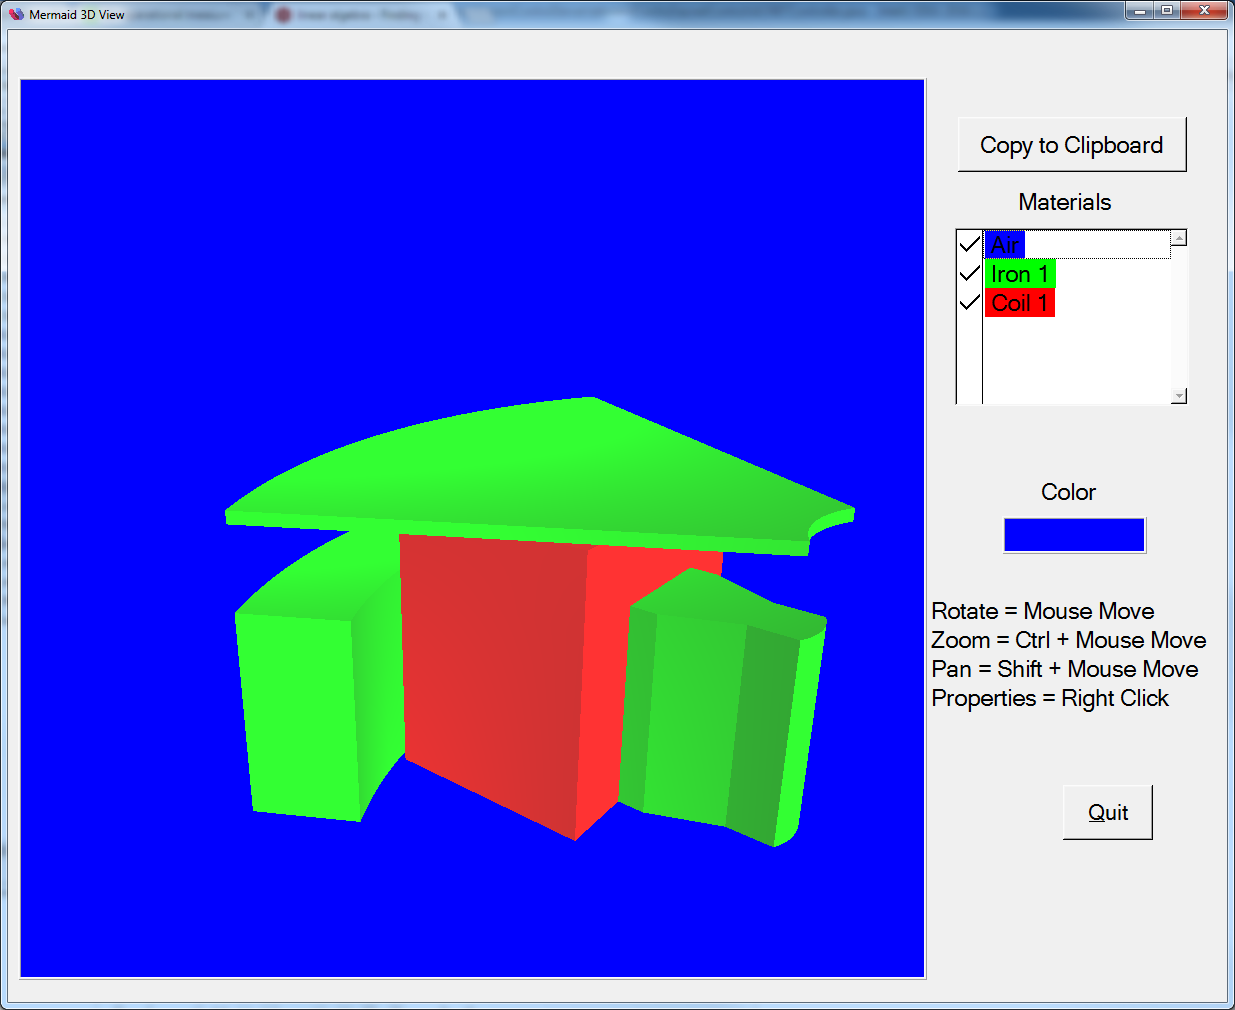 Mermaid 3D View
Copy to Clipboard
Materials
Air
Iron 1
Coil 1
Color
Rotate = Mouse Move
Zoom = Ctrl + Mouse Move
Pan = Shift + Mouse Move
Properties = Right Click
Quit